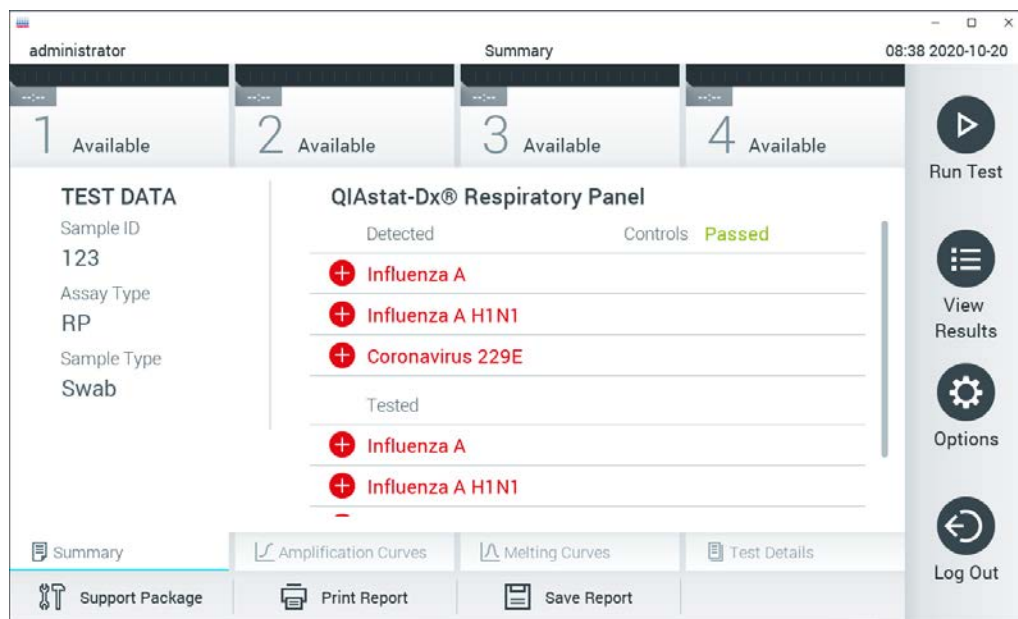 administrator
Summary
08:38 2020-10-20
--:--
1 Available
--:--
2 Available
--:--
3 Available
--:--
4 Available
TEST DATA
Sample ID
123
Assay Type
RP
Sample Type
Swab
QIAstat-Dx® Respiratory Panel
Detected
Controls Passed
Influenza A
Influenza A H1N1
Coronavirus 229E
Tested
Influenza A
Influenza A H1N1
Run Test
View
Results
Options
Log Out
Summary
Amplification Curves
Melting Curves
Test Details
Support Package
Print Report
Save Report